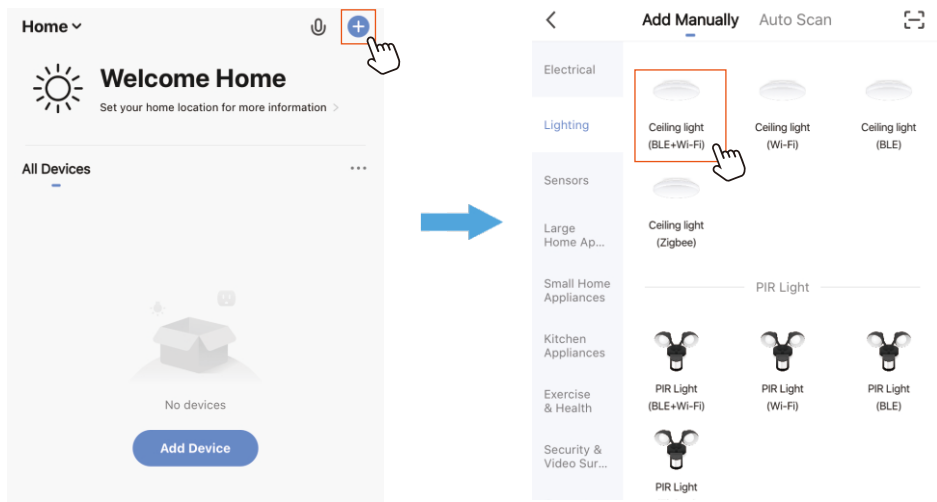 Home
Welcome Home
Set your home location for more information
All Devices
No devices
Add Device
Add Manually Auto Scan
Electrical
Lighting
Sensors
Large
Home Ap...
Small Home
Appliances
Kitchen
Appliances
Exercise
& Health
Security &
Video Sur...
Ceiling light
(BLE+Wi-Fi)
Ceiling light
(Wi-Fi)
Ceiling light
(BLE)
Ceiling light
(Zigbee)
PIR Light
PIR Light
(BLE+Wi-Fi)
PIR Light
(Wi-Fi)
PIR Light
(BLE)
PIR Light